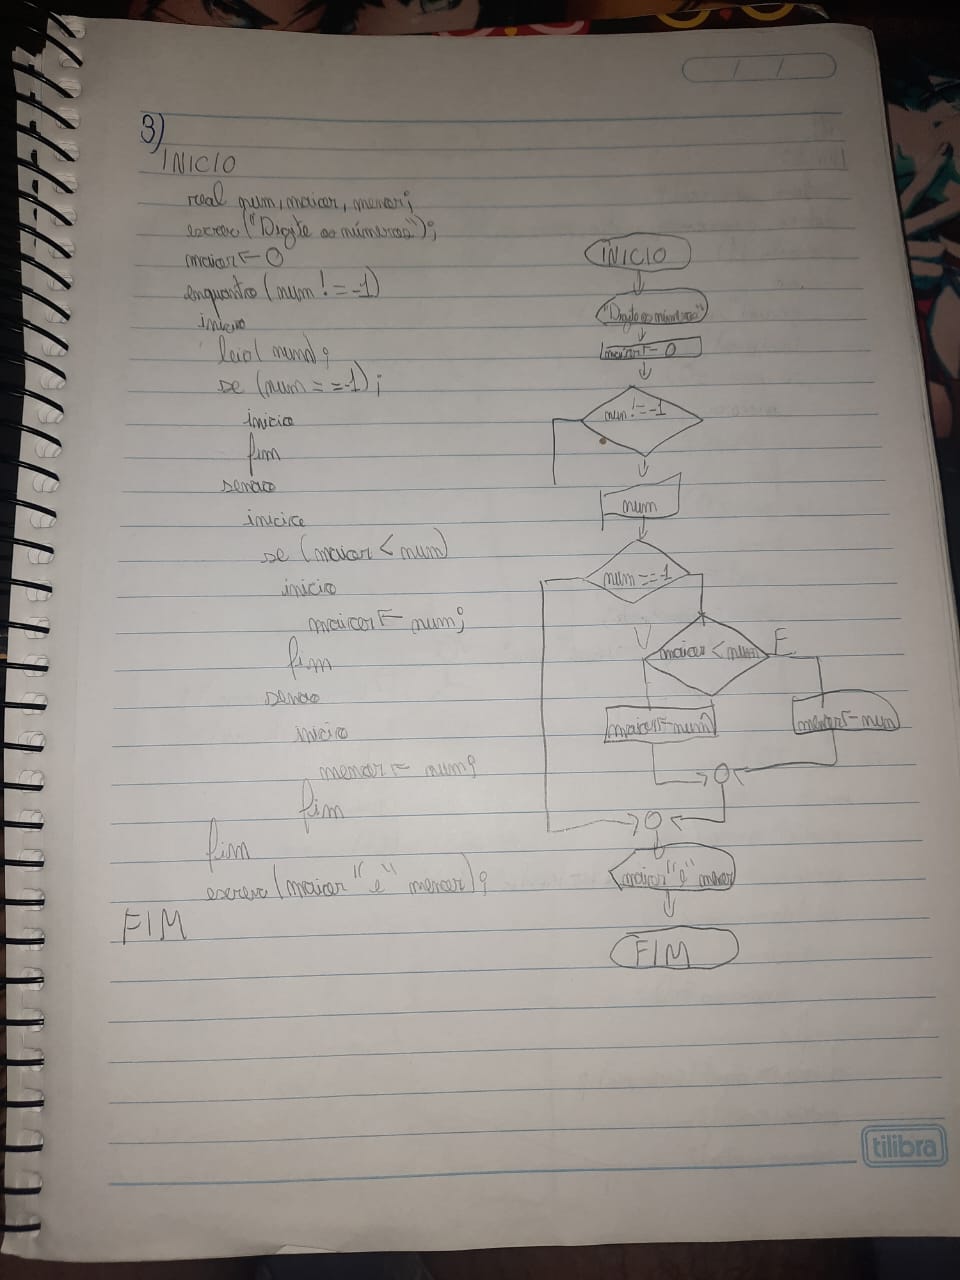 3)
INICIO
real num, maior, menor;
escrev ("Digite os números");
maior ← 0
enquanto (num != -1)
inicio
leia( num);
se (num == -1);
inicio
fim
senao
inicio
se (maior < num)
inicio
maior ← num;
fim
senao
inicio
menor ← num;
fim
fim
escreva (maior "é" menor);
FIM
INICIO
"Digite os números"
maior ← 0
num != -1
num
num == -1
maior < num
V
F
maior ← num
menor ← num
maior "é" menor
FIM
tilibra